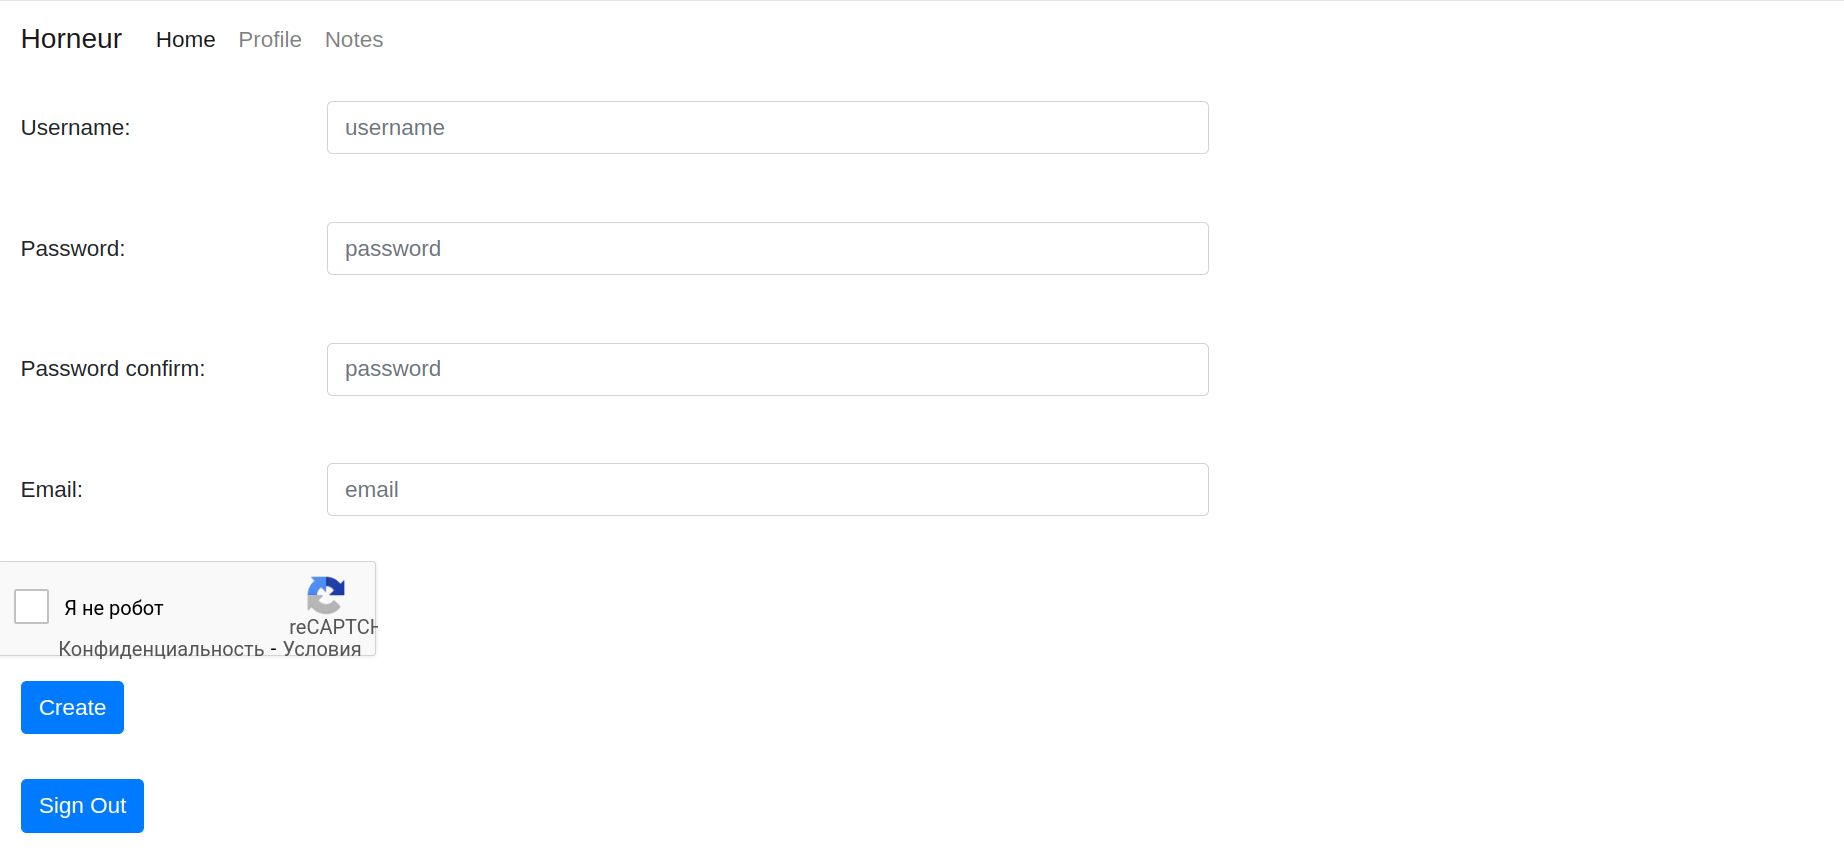 Horneur Home Profile Notes
Username: username
Password: password
Password confirm: password
Email: email
Я не робот
reCAPTCH
Конфиденциальность - Условия
Create
Sign Out